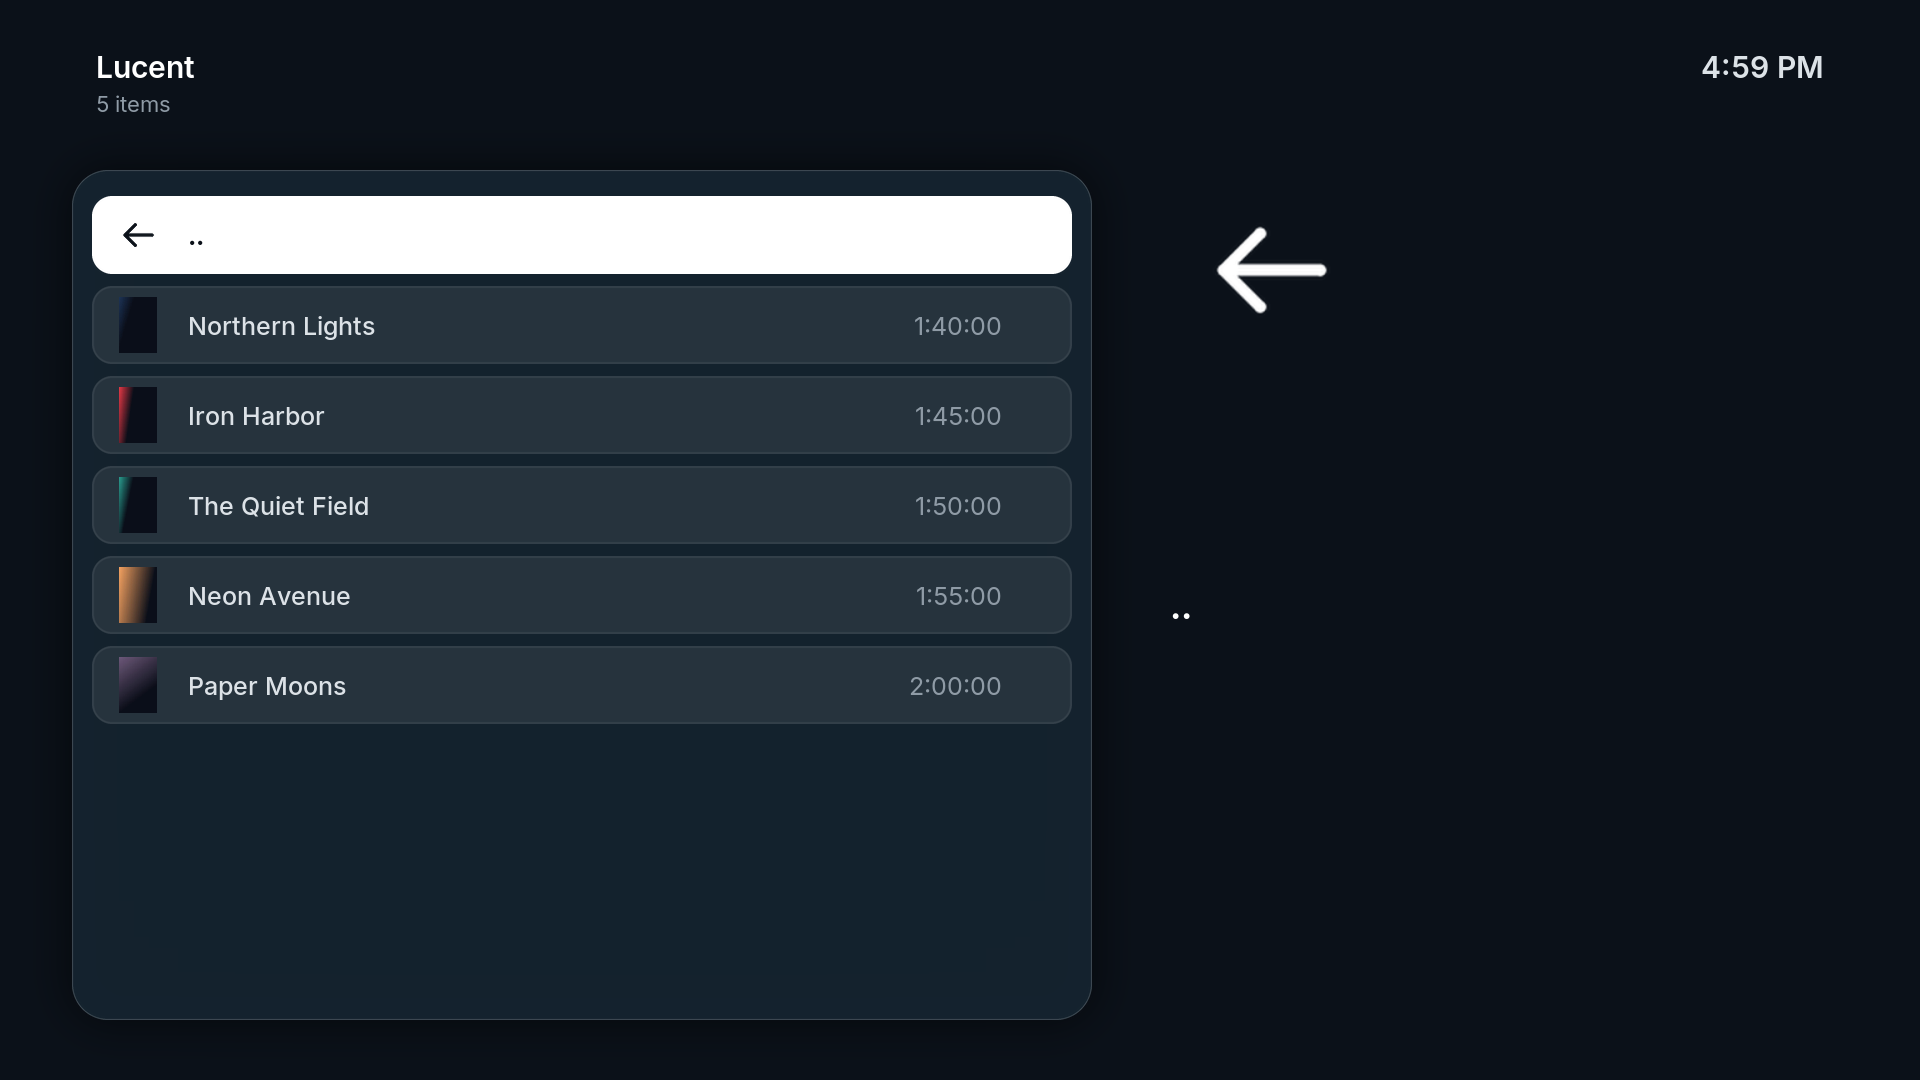 Lucent
4:59 PM
5 items
..
Northern Lights 1:40:00
Iron Harbor 1:45:00
The Quiet Field 1:50:00
Neon Avenue 1:55:00
Paper Moons 2:00:00
..